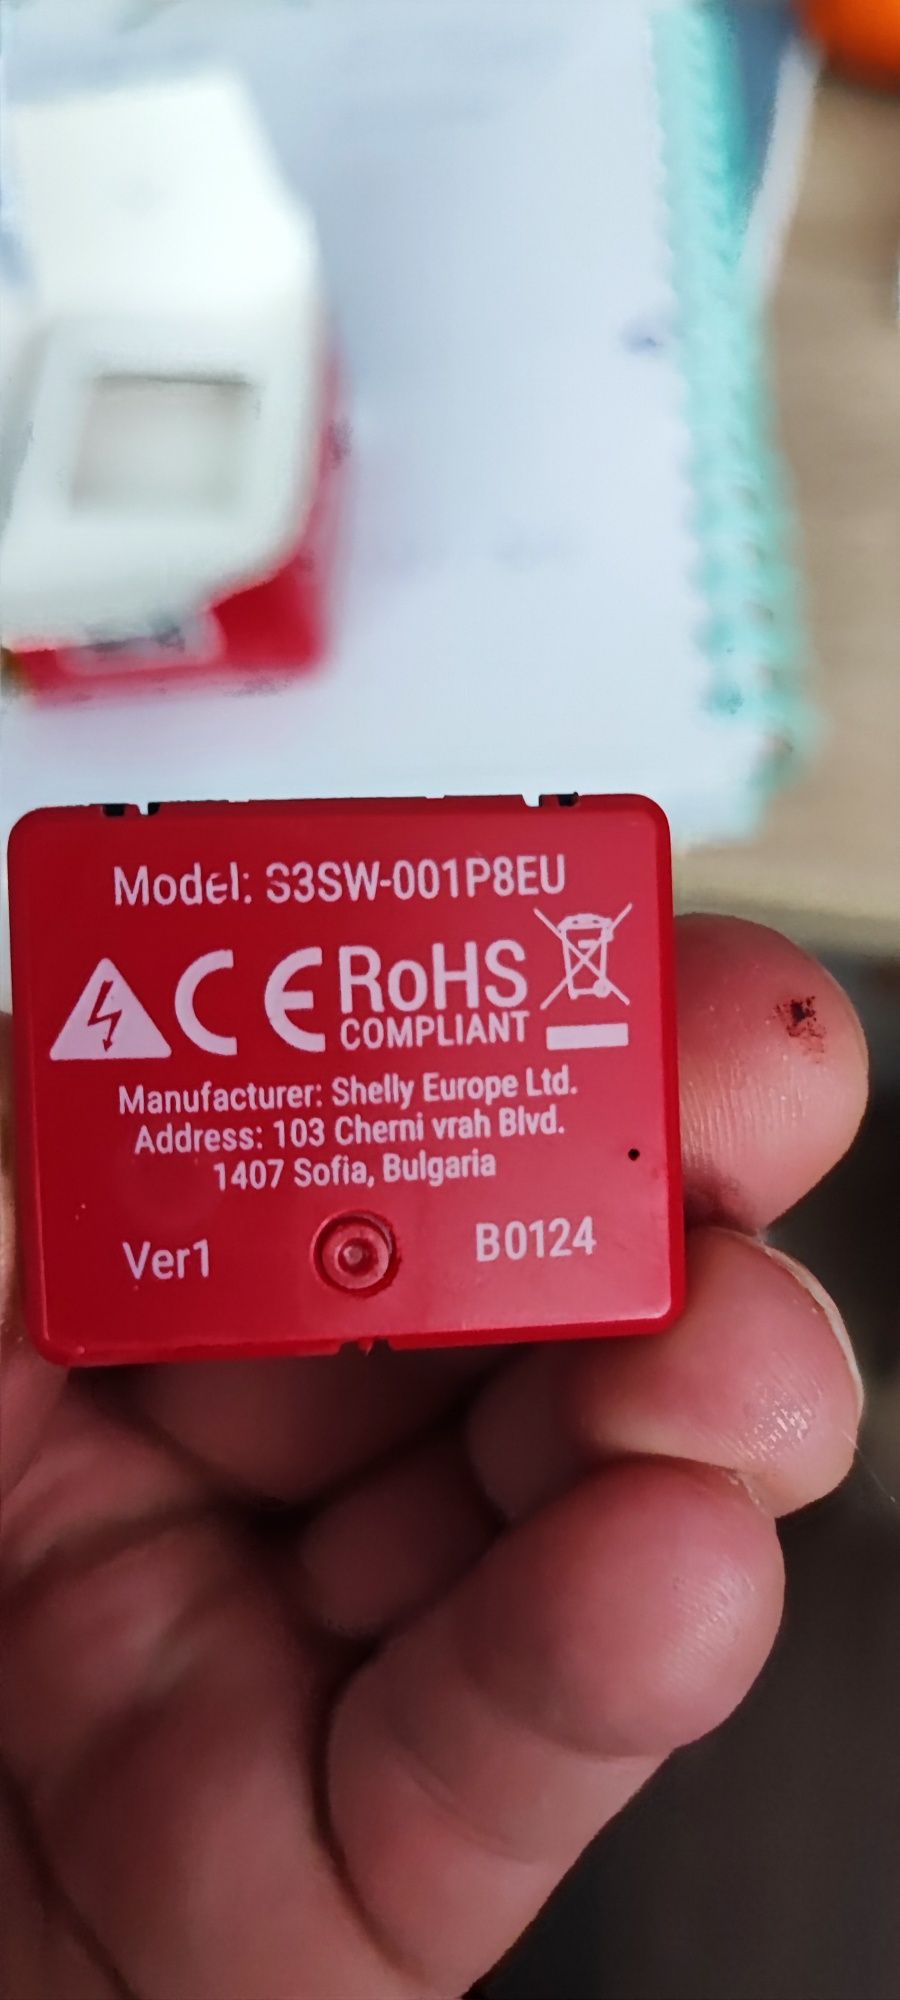 Model: S3SW-001P8EU
CE RoHS
COMPLIANT
Manufacturer: Shelly Europe Ltd.
Address: 103 Cherni vrah Blvd.
1407 Sofia, Bulgaria
Ver1 B0124